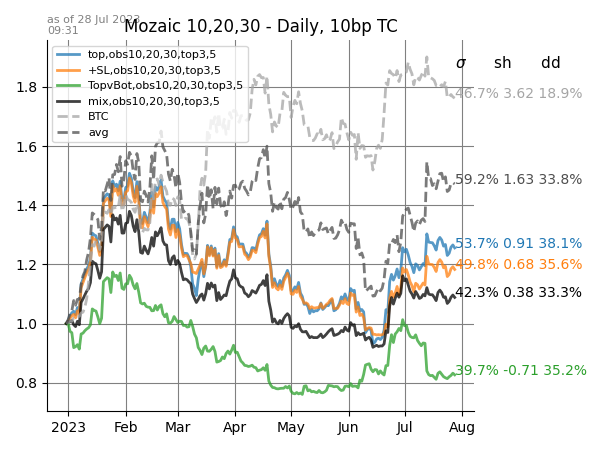 as of 28 Jul 2023
09:31
Mozaic 10,20,30 - Daily, 10bp TC
σ sh dd
top,obs10,20,30,top3,5
+SL,obs10,20,30,top3,5
TopvBot,obs10,20,30,top3,5
mix,obs10,20,30,top3,5
BTC
avg
46.7% 3.62 18.9%
59.2% 1.63 33.8%
53.7% 0.91 38.1%
49.8% 0.68 35.6%
42.3% 0.38 33.3%
39.7% -0.71 35.2%
1.8
1.6
1.4
1.2
1.0
0.8
2023 Feb Mar Apr May Jun Jul Aug